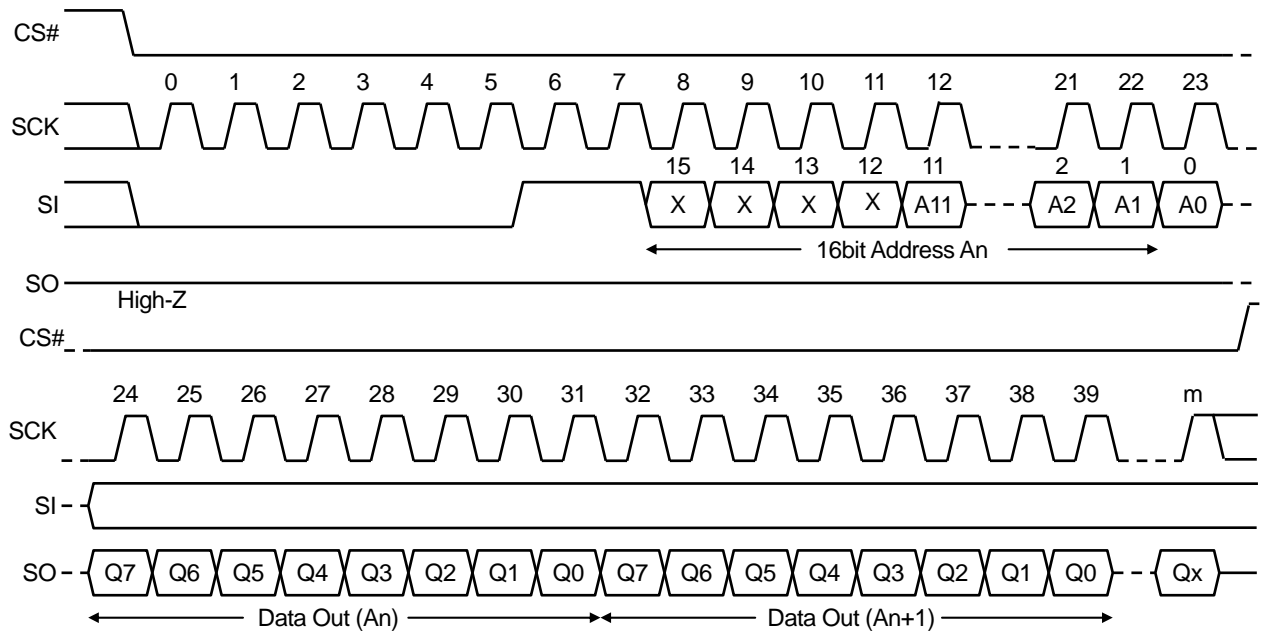 CS#
0 1 2 3 4 5 6 7 8 9 10 11 12 21 22 23
SCK
15 14 13 12 11 2 1 0
SI X X X X A11 A2 A1 A0
16bit Address An
SO
High-Z
CS#
24 25 26 27 28 29 30 31 32 33 34 35 36 37 38 39 m
SCK
SI
SO Q7 Q6 Q5 Q4 Q3 Q2 Q1 Q0 Q7 Q6 Q5 Q4 Q3 Q2 Q1 Q0 Qx
Data Out (An) Data Out (An+1)